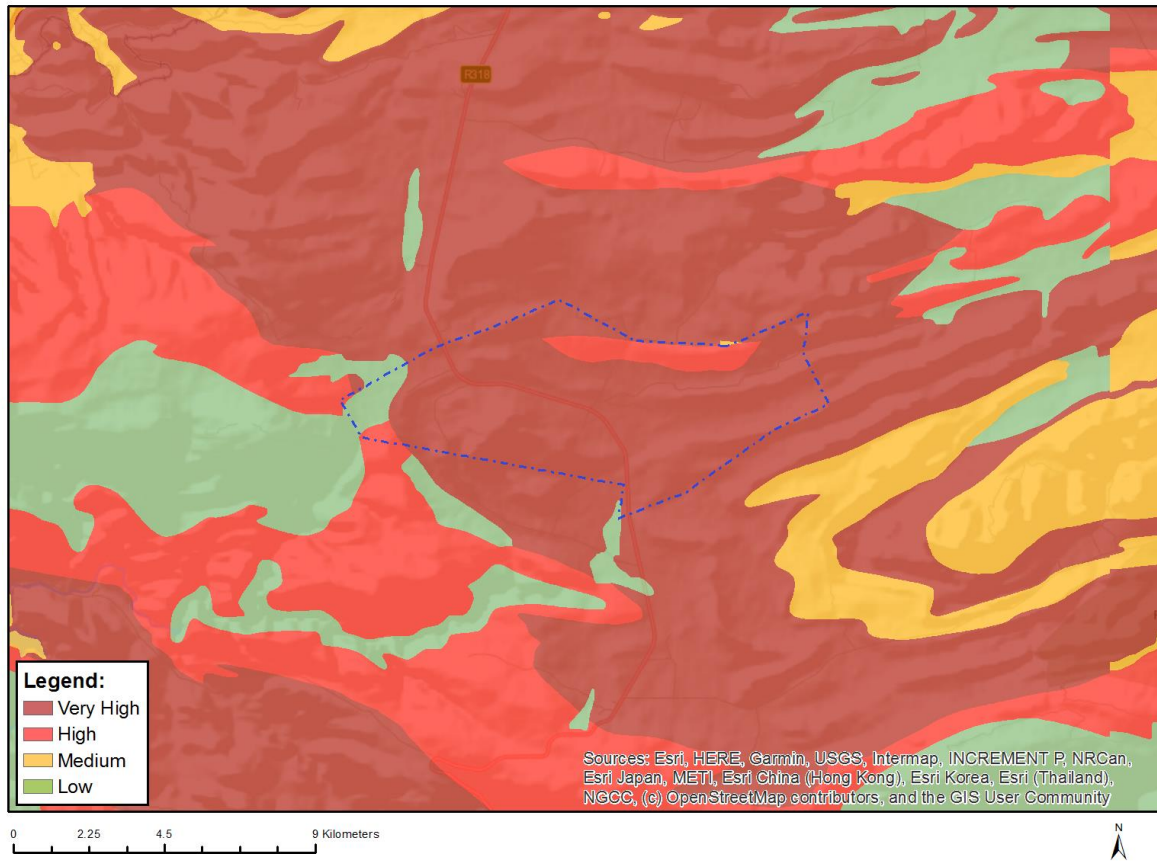 R318
Legend:
Very High
High
Medium
Low
Sources: Esri, HERE, Garmin, USGS, Intermap, INCREMENT P, NRCan,
Esri Japan, METI, Esri China (Hong Kong), Esri Korea, Esri (Thailand),
NGCC, (c) OpenStreetMap contributors, and the GIS User Community
0 2.25 4.5 9 Kilometers
N